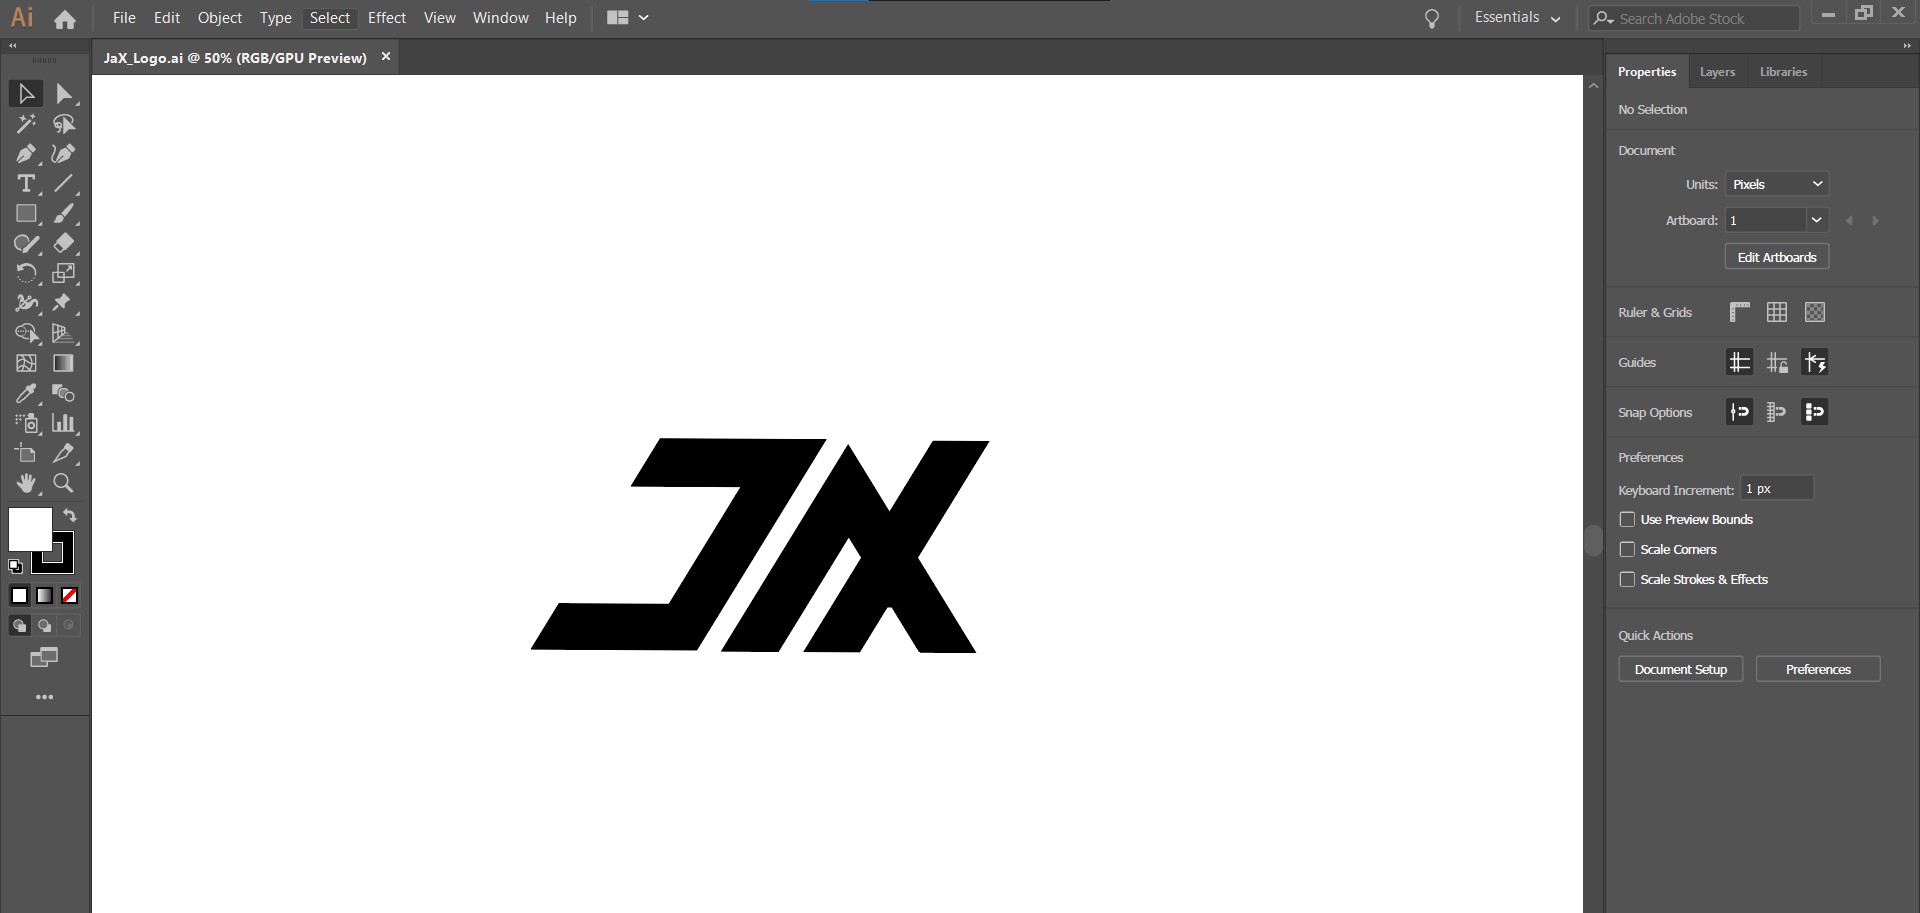 Ai File Edit Object Type Select Effect View Window Help Essentials Search Adobe Stock
JaX_Logo.ai @ 50% (RGB/GPU Preview) ×
Properties Layers Libraries
No Selection
Document
Units: Pixels
Artboard: 1
Edit Artboards
Ruler & Grids
Guides
Snap Options
Preferences
Keyboard Increment: 1 px
Use Preview Bounds
Scale Corners
Scale Strokes & Effects
Quick Actions
Document Setup Preferences
JAX